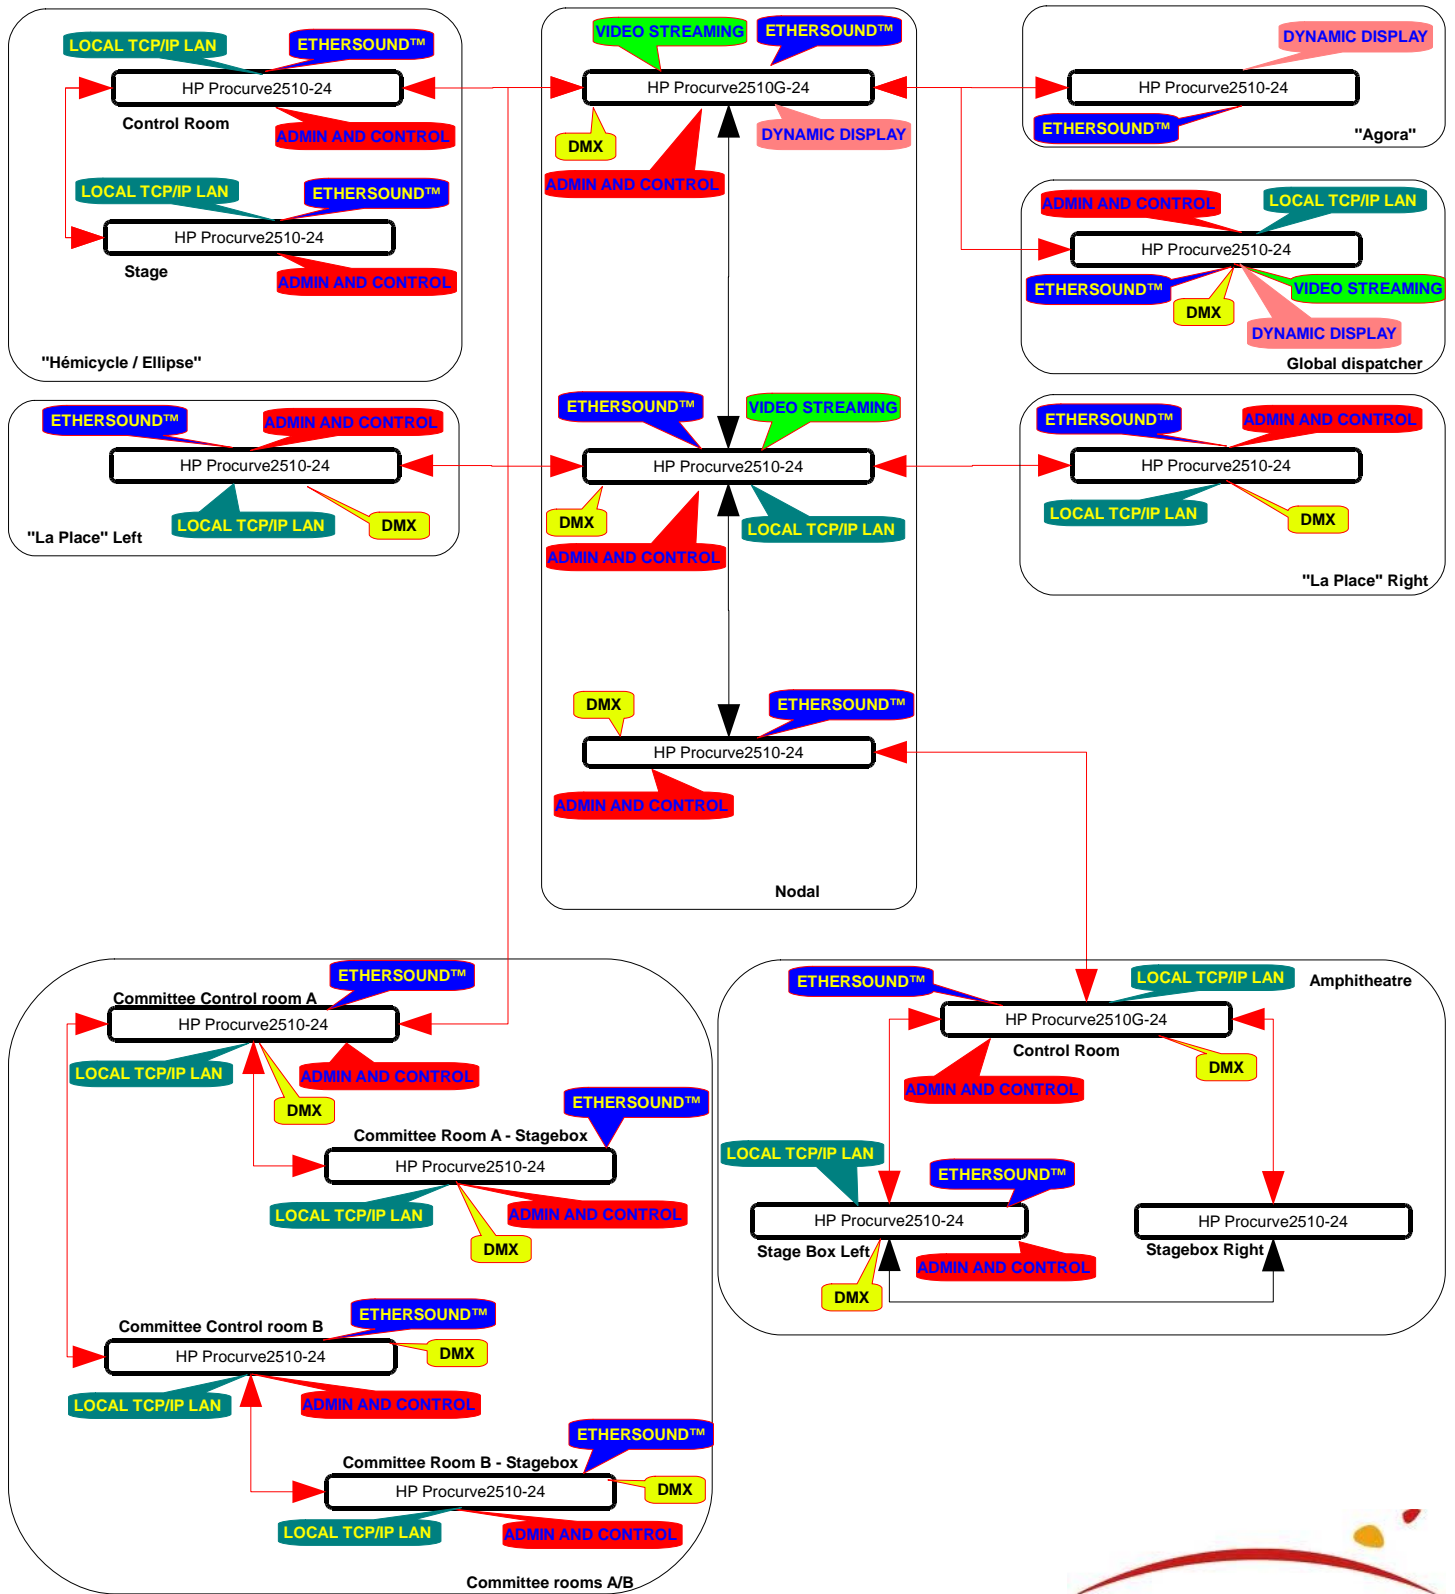 LOCAL TCP/IP LAN
ETHERSOUND™
HP Procurve2510-24
Control Room
ADMIN AND CONTROL
LOCAL TCP/IP LAN
ETHERSOUND™
HP Procurve2510-24
Stage
ADMIN AND CONTROL
"Hémicycle / Ellipse"
VIDEO STREAMING
ETHERSOUND™
HP Procurve2510G-24
DMX
DYNAMIC DISPLAY
ADMIN AND CONTROL
DYNAMIC DISPLAY
HP Procurve2510-24
ETHERSOUND™
"Agora"
ADMIN AND CONTROL
LOCAL TCP/IP LAN
HP Procurve2510-24
ETHERSOUND™
VIDEO STREAMING
DMX
DYNAMIC DISPLAY
Global dispatcher
ETHERSOUND™
ADMIN AND CONTROL
HP Procurve2510-24
LOCAL TCP/IP LAN
DMX
"La Place" Left
ETHERSOUND™
VIDEO STREAMING
HP Procurve2510-24
DMX
LOCAL TCP/IP LAN
ADMIN AND CONTROL
ETHERSOUND™
ADMIN AND CONTROL
HP Procurve2510-24
LOCAL TCP/IP LAN
DMX
"La Place" Right
DMX
ETHERSOUND™
HP Procurve2510-24
ADMIN AND CONTROL
Nodal
ETHERSOUND™
Committee Control room A
HP Procurve2510-24
LOCAL TCP/IP LAN
ADMIN AND CONTROL
DMX
ETHERSOUND™
Committee Room A - Stagebox
HP Procurve2510-24
LOCAL TCP/IP LAN
ADMIN AND CONTROL
DMX
ETHERSOUND™
Committee Control room B
DMX
HP Procurve2510-24
LOCAL TCP/IP LAN
ADMIN AND CONTROL
ETHERSOUND™
Committee Room B - Stagebox
HP Procurve2510-24
DMX
LOCAL TCP/IP LAN
ADMIN AND CONTROL
Committee rooms A/B
ETHERSOUND™
LOCAL TCP/IP LAN
Amphitheatre
HP Procurve2510G-24
Control Room
DMX
ADMIN AND CONTROL
LOCAL TCP/IP LAN
ETHERSOUND™
HP Procurve2510-24
Stage Box Left
ADMIN AND CONTROL
DMX
HP Procurve2510-24
Stagebox Right